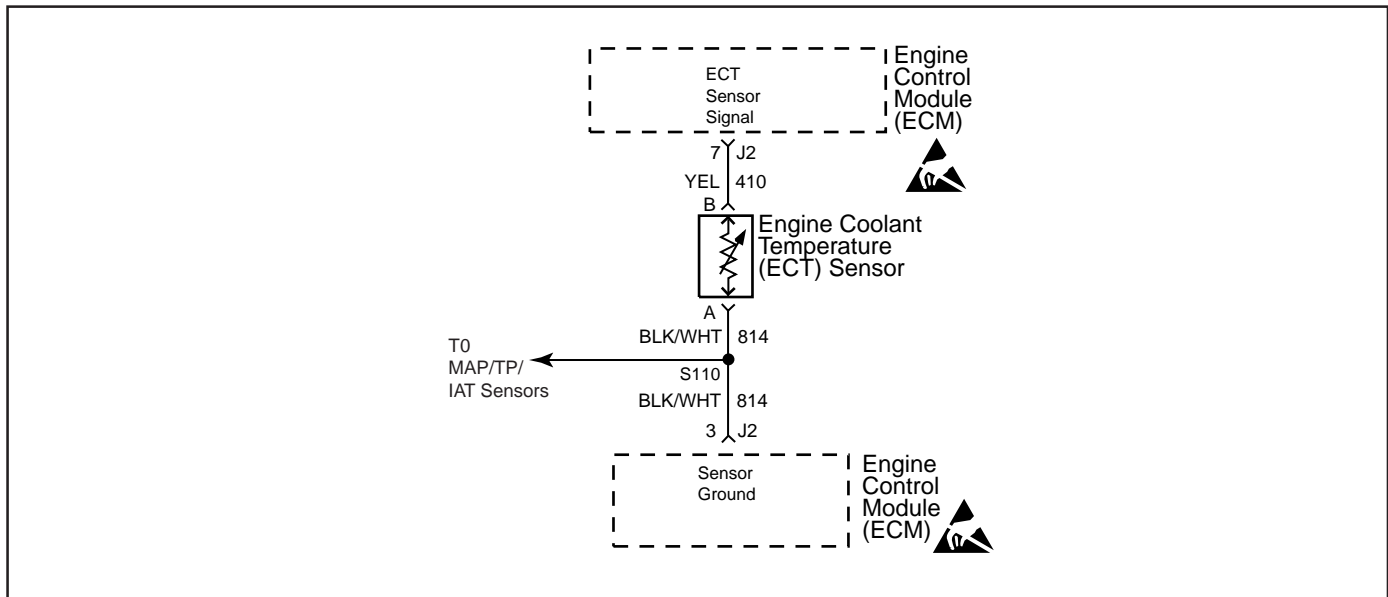 ECT
Sensor
Signal
Engine
Control
Module
(ECM)
7 J2
YEL 410
B
Engine Coolant
Temperature
(ECT) Sensor
A
BLK/WHT 814
T0
MAP/TP/
IAT Sensors
S110
BLK/WHT 814
3 J2
Sensor
Ground
Engine
Control
Module
(ECM)